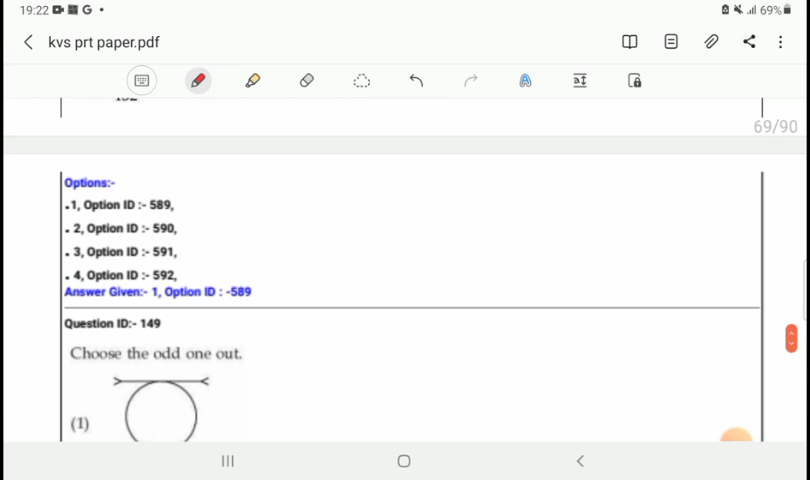 19:22 G 69%
kvs prt paper.pdf
69/90
Options:-
.1, Option ID :- 589,
. 2, Option ID :- 590,
. 3, Option ID :- 591,
. 4, Option ID :- 592,
Answer Given:- 1, Option ID : -589
Question ID:- 149
Choose the odd one out.
(1)